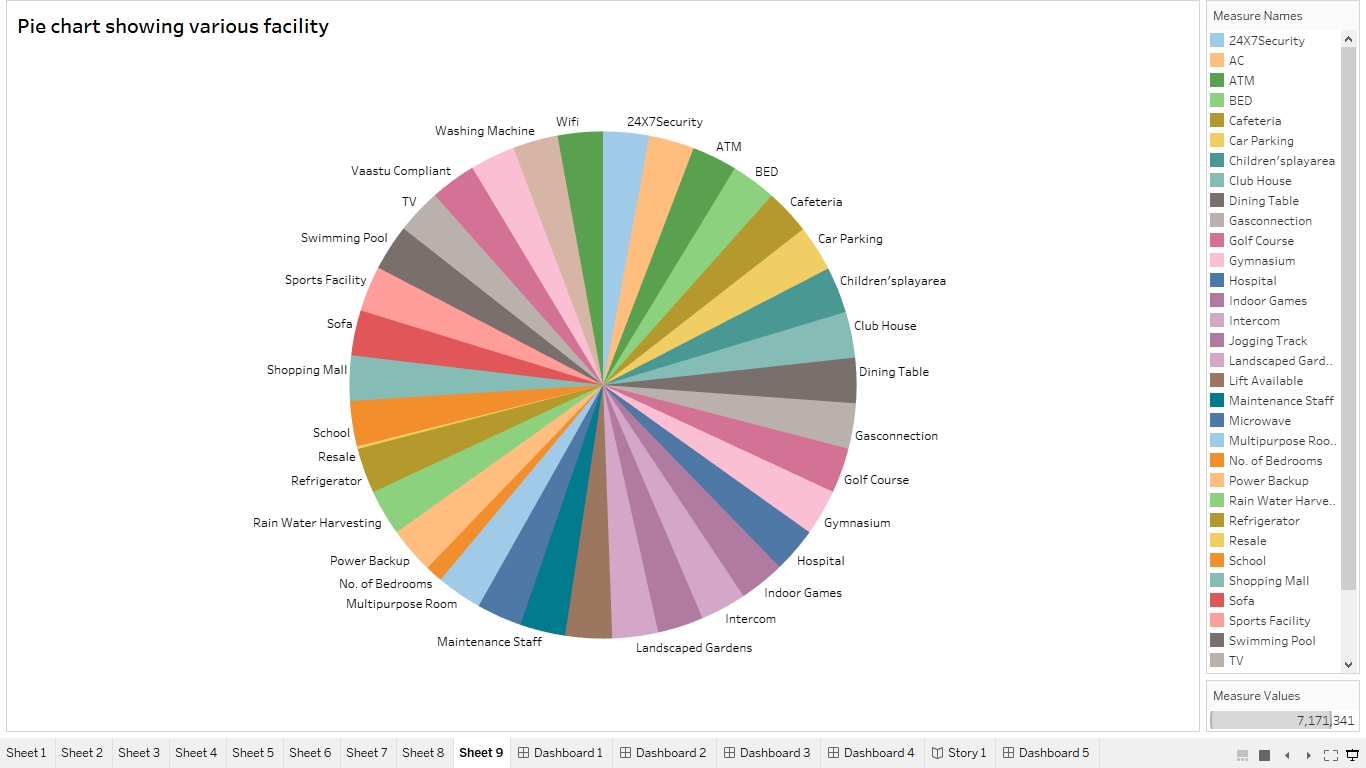 Pie chart showing various facility
Wifi
24X7Security
Washing Machine
ATM
Vaastu Compliant
BED
TV
Cafeteria
Swimming Pool
Car Parking
Sports Facility
Children'splayarea
Sofa
Club House
Shopping Mall
Dining Table
School
Gasconnection
Resale
Refrigerator
Golf Course
Rain Water Harvesting
Gymnasium
Power Backup
Hospital
No. of Bedrooms
Indoor Games
Multipurpose Room
Intercom
Maintenance Staff
Landscaped Gardens
Measure Names
24X7Security
AC
ATM
BED
Cafeteria
Car Parking
Children'splayarea
Club House
Dining Table
Gasconnection
Golf Course
Gymnasium
Hospital
Indoor Games
Intercom
Jogging Track
Landscaped Gard..
Lift Available
Maintenance Staff
Microwave
Multipurpose Roo..
No. of Bedrooms
Power Backup
Rain Water Harve..
Refrigerator
Resale
School
Shopping Mall
Sofa
Sports Facility
Swimming Pool
TV
Measure Values
7,171,341
Sheet 1 Sheet 2 Sheet 3 Sheet 4 Sheet 5 Sheet 6 Sheet 7 Sheet 8 Sheet 9 Dashboard 1 Dashboard 2 Dashboard 3 Dashboard 4 Story 1 Dashboard 5